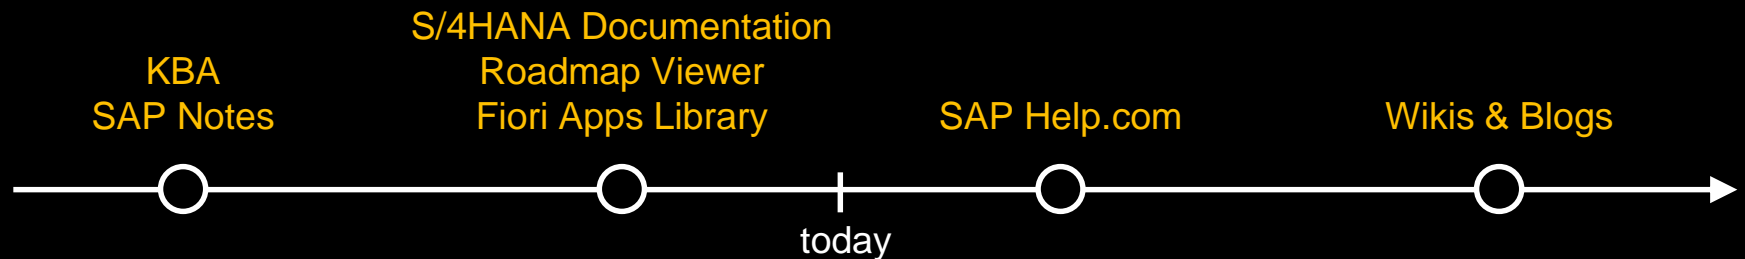 KBA
SAP Notes
S/4HANA Documentation
Roadmap Viewer
Fiori Apps Library
SAP Help.com
Wikis & Blogs
today